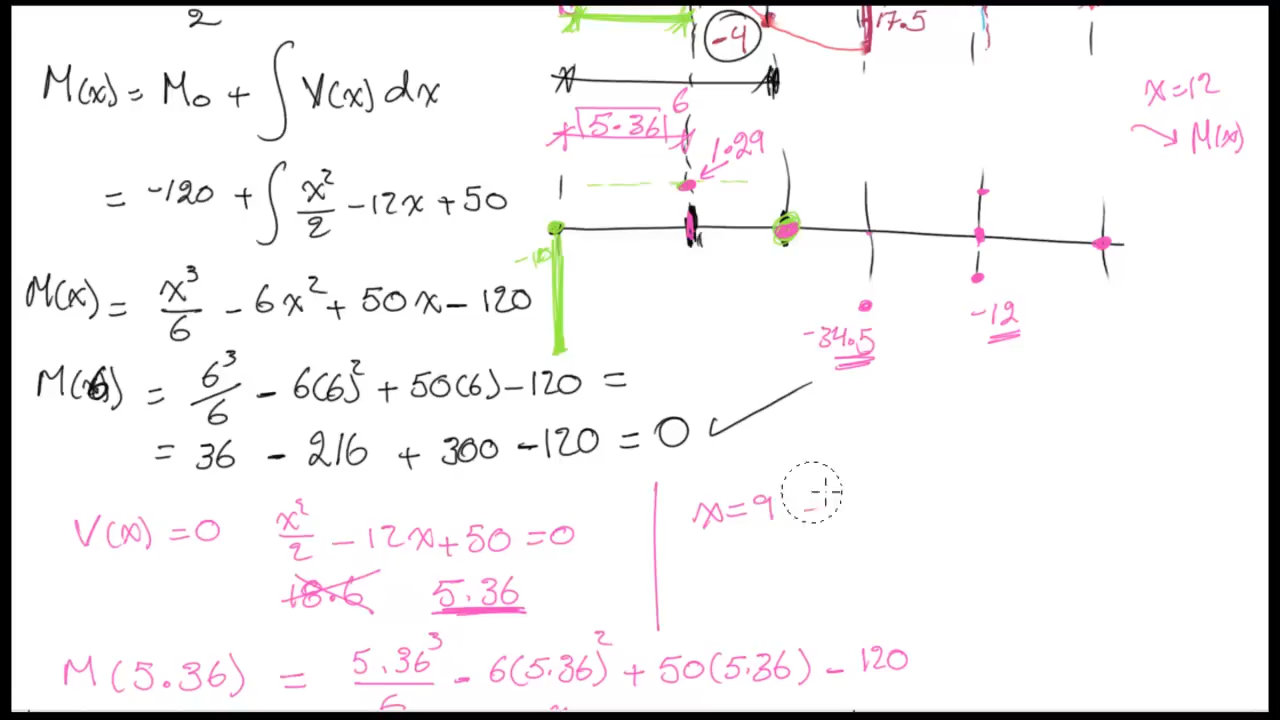 2
-4
-17.5
M(x) = M0 + ∫ V(x) dx
x=12
→ M(x)
6
5.36
1.29
= -120 + ∫ x²/2 - 12x + 50
M(x) = x³/6 - 6x² + 50x - 120
-12
-34.5
M(6) = 6³/6 - 6(6)² + 50(6) - 120 =
= 36 - 216 + 300 - 120 = 0 ✓
V(x) = 0 x²/2 - 12x + 50 = 0
18.6 5.36
x = 9
M(5.36) = 5.36³/6 - 6(5.36)² + 50(5.36) - 120